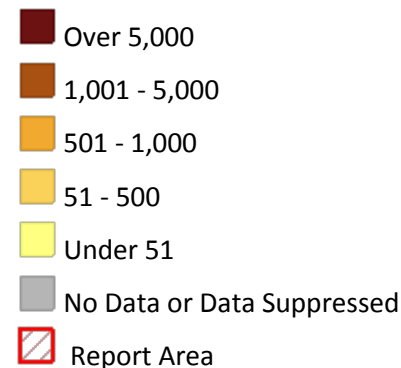 Over 5,000
1,001 - 5,000
501 - 1,000
51 - 500
Under 51
No Data or Data Suppressed
Report Area